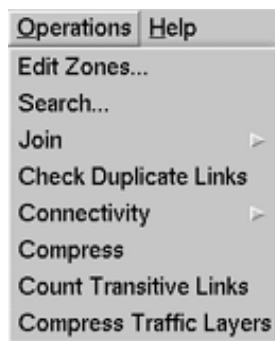 Operations Help
Edit Zones...
Search...
Join
Check Duplicate Links
Connectivity
Compress
Count Transitive Links
Compress Traffic Layers